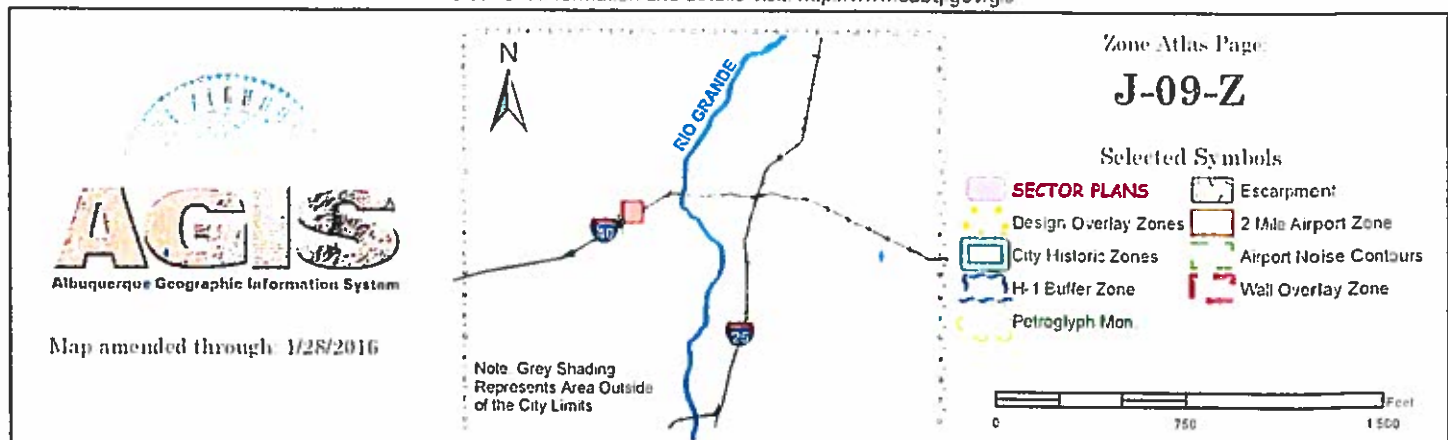 AGIS
Albuquerque Geographic Information System
Map amended through: 1/28/2016
N
RIO GRANDE
40
25
Note: Grey Shading
Represents Area Outside
of the City Limits
Zone Atlas Page:
J-09-Z
Selected Symbols
SECTOR PLANS
Escarpment
Design Overlay Zones
2 Mile Airport Zone
City Historic Zones
Airport Noise Contours
H-1 Buffer Zone
Wall Overlay Zone
Petroglyph Mon.
Feet
0
750
1,500